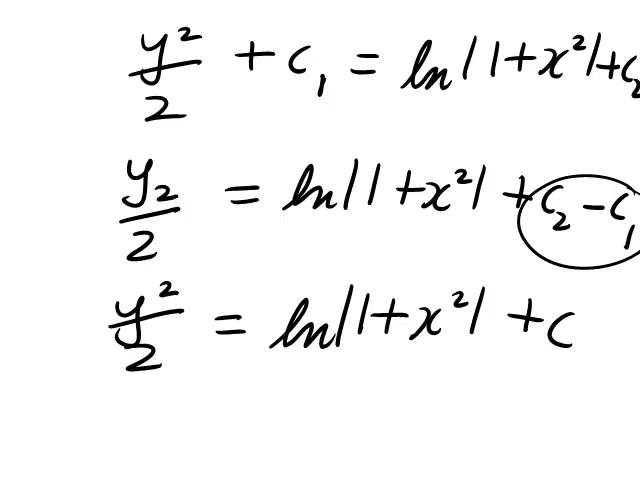 y²/2 + c₁ = ln|1+x²|+c₂
y₂/2 = ln|1+x²| +c₂-c₁
y²/2 = ln|1+x²| +c